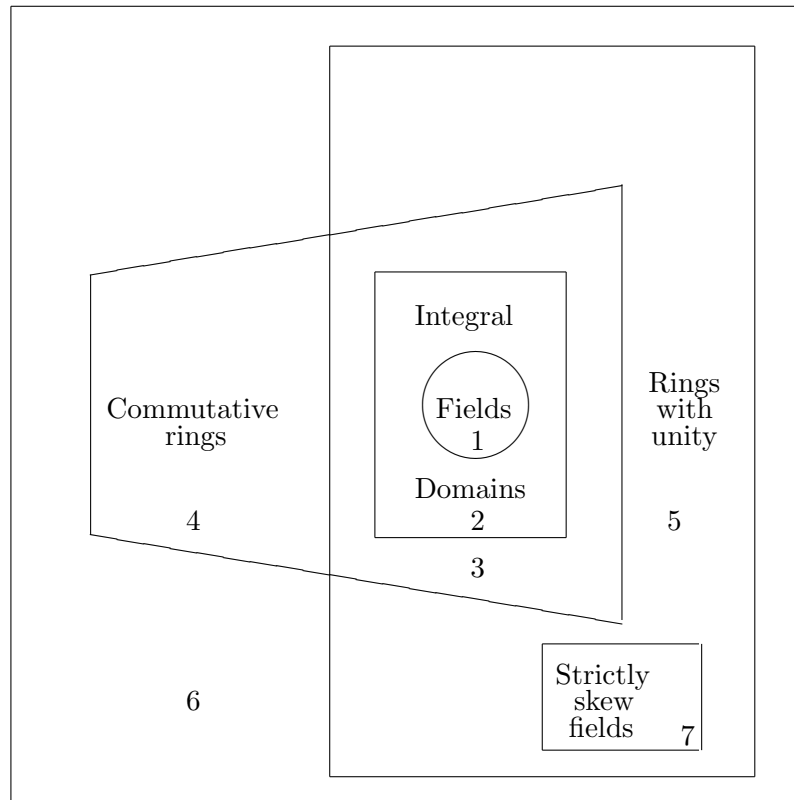 Integral
Fields
1
Domains
2
3
Commutative
rings
4
Rings
with
unity
5
6
Strictly
skew
fields
7